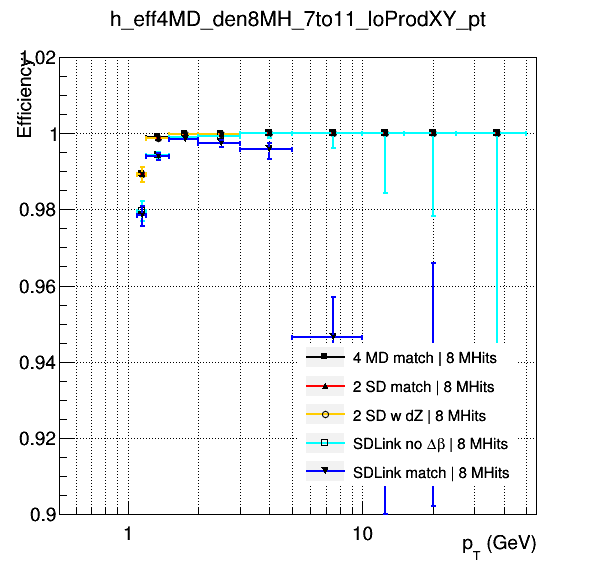 h_eff4MD_den8MH_7to11_loProdXY_pt
Efficiency
1.02
1
0.98
0.96
0.94
0.92
0.9
4 MD match | 8 MHits
2 SD match | 8 MHits
2 SD w dZ | 8 MHits
SDLink no Δβ | 8 MHits
SDLink match | 8 MHits
1
10
p_T (GeV)